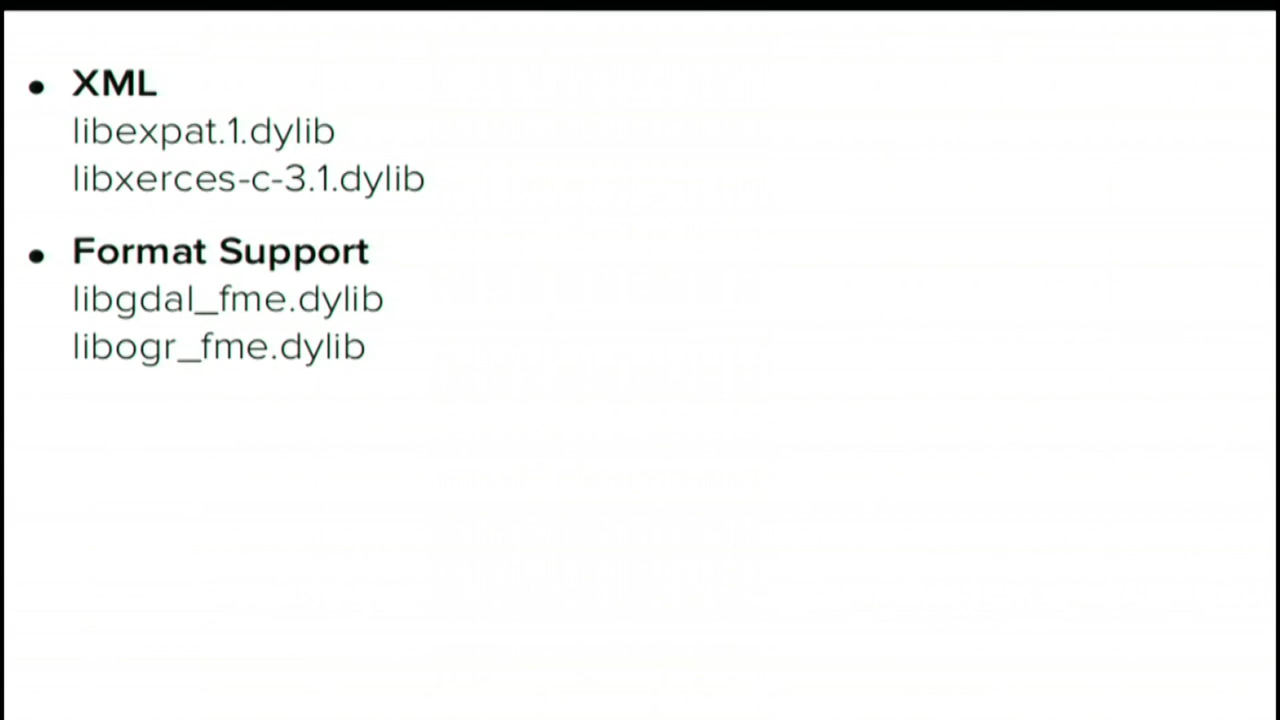 • XML
libexpat.1.dylib
libxerces-c-3.1.dylib
• Format Support
libgdal_fme.dylib
libogr_fme.dylib